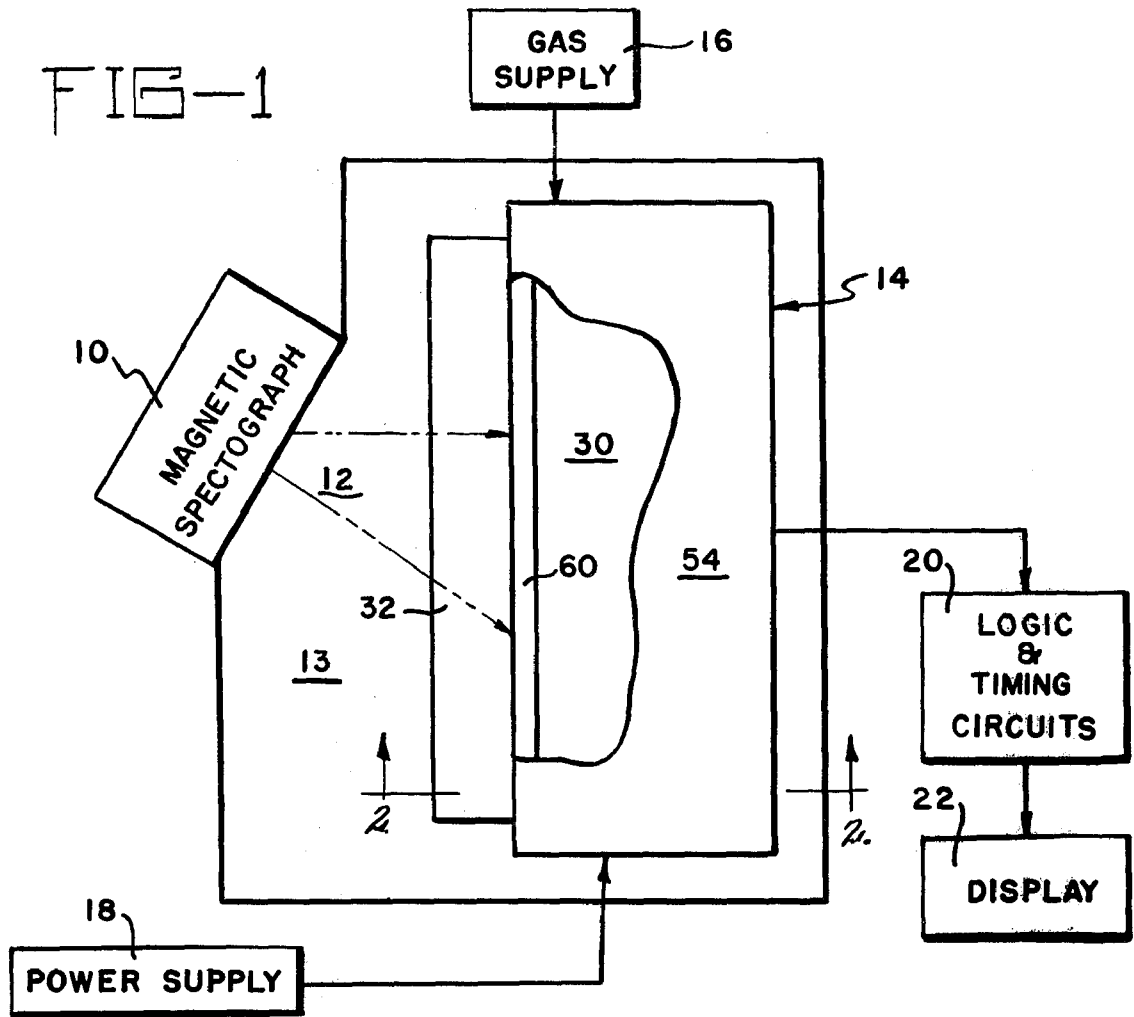 FIG-1
GAS
SUPPLY
16
14
10
MAGNETIC
SPECTOGRAPH
12
30
60
54
32
13
20
LOGIC
&
TIMING
CIRCUITS
2.
2.
22
DISPLAY
18
POWER SUPPLY